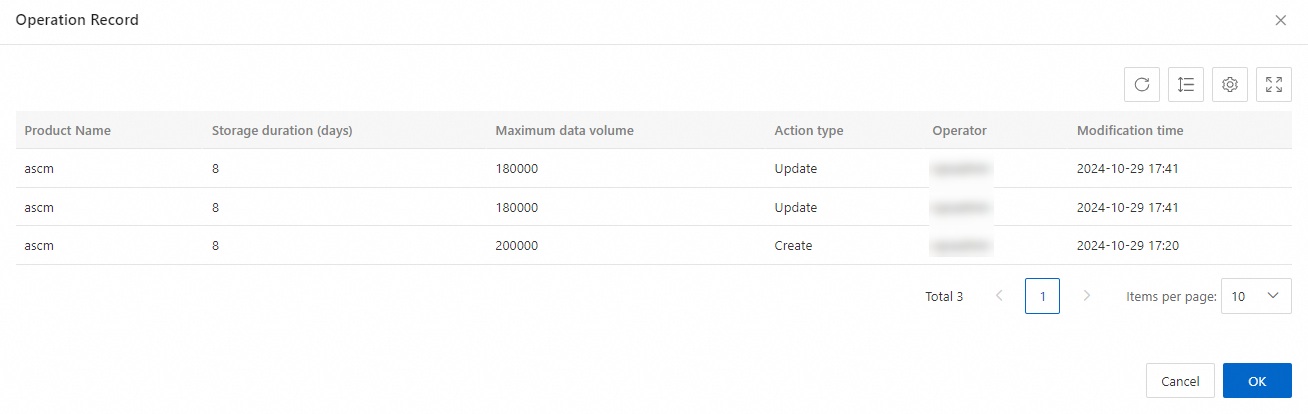 Operation Record
Product Name Storage duration (days) Maximum data volume Action type Operator Modification time
ascm 8 180000 Update 2024-10-29 17:41
ascm 8 180000 Update 2024-10-29 17:41
ascm 8 200000 Create 2024-10-29 17:20
Total 3 1 Items per page: 10
Cancel OK